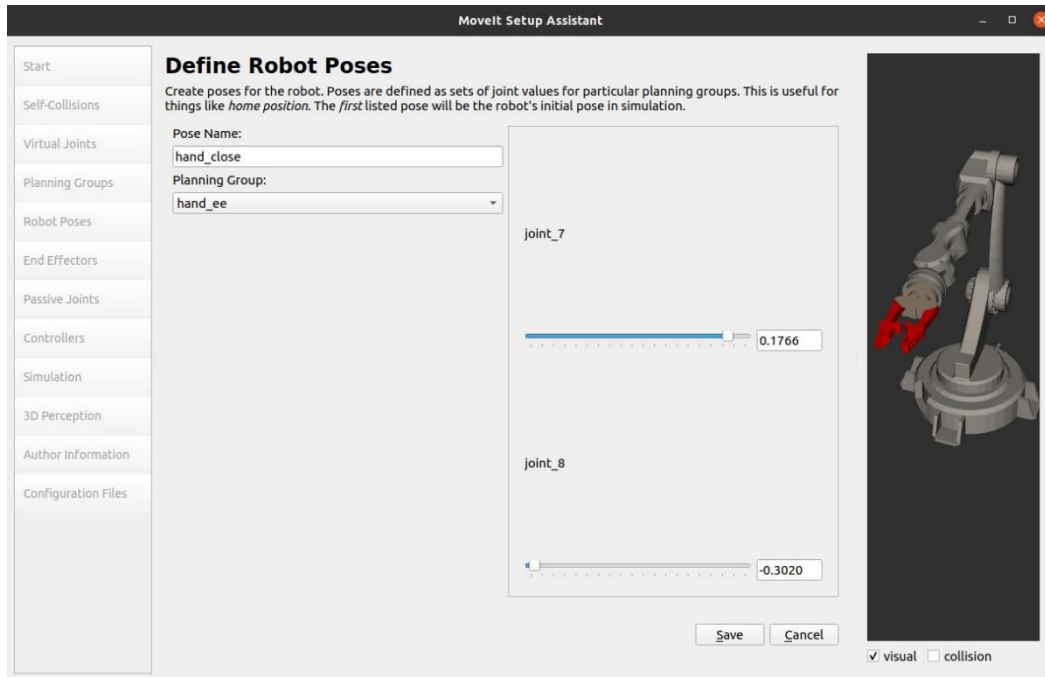 MoveIt Setup Assistant
Start
Self-Collisions
Virtual Joints
Planning Groups
Robot Poses
End Effectors
Passive Joints
Controllers
Simulation
3D Perception
Author Information
Configuration Files
Define Robot Poses
Create poses for the robot. Poses are defined as sets of joint values for particular planning groups. This is useful for
things like home position. The first listed pose will be the robot's initial pose in simulation.
Pose Name:
hand_close
Planning Group:
hand_ee
joint_7
0.1766
joint_8
-0.3020
Save Cancel
visual collision